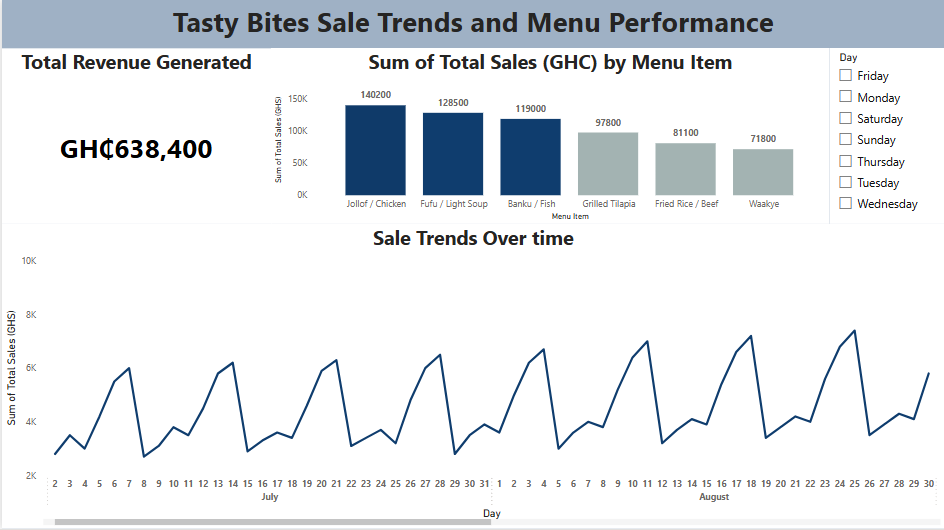 Tasty Bites Sale Trends and Menu Performance
Total Revenue Generated
GH₵638,400
Sum of Total Sales (GHC) by Menu Item
Sum of Total Sales (GHS)
150K
100K
50K
0K
140200
128500
119000
97800
81100
71800
Jollof / Chicken
Fufu / Light Soup
Banku / Fish
Grilled Tilapia
Fried Rice / Beef
Waakye
Menu Item
Day
Friday
Monday
Saturday
Sunday
Thursday
Tuesday
Wednesday
Sale Trends Over time
Sum of Total Sales (GHS)
10K
8K
6K
4K
2K
2 3 4 5 6 7 8 9 10 11 12 13 14 15 16 17 18 19 20 21 22 23 24 25 26 27 28 29 30 31 1 2 3 4 5 6 7 8 9 10 11 12 13 14 15 16 17 18 19 20 21 22 23 24 25 26 27 28 29 30
July August
Day